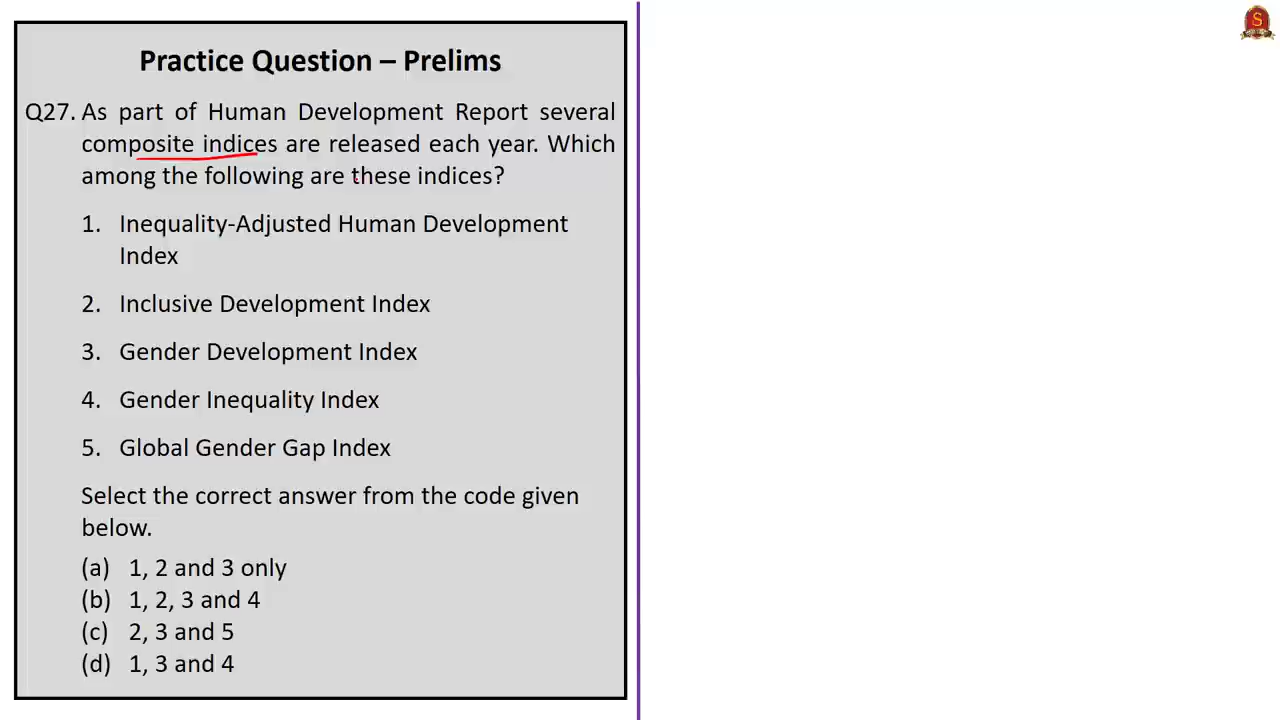 Practice Question – Prelims
Q27. As part of Human Development Report several
composite indices are released each year. Which
among the following are these indices?
1. Inequality-Adjusted Human Development
Index
2. Inclusive Development Index
3. Gender Development Index
4. Gender Inequality Index
5. Global Gender Gap Index
Select the correct answer from the code given
below.
(a) 1, 2 and 3 only
(b) 1, 2, 3 and 4
(c) 2, 3 and 5
(d) 1, 3 and 4
S